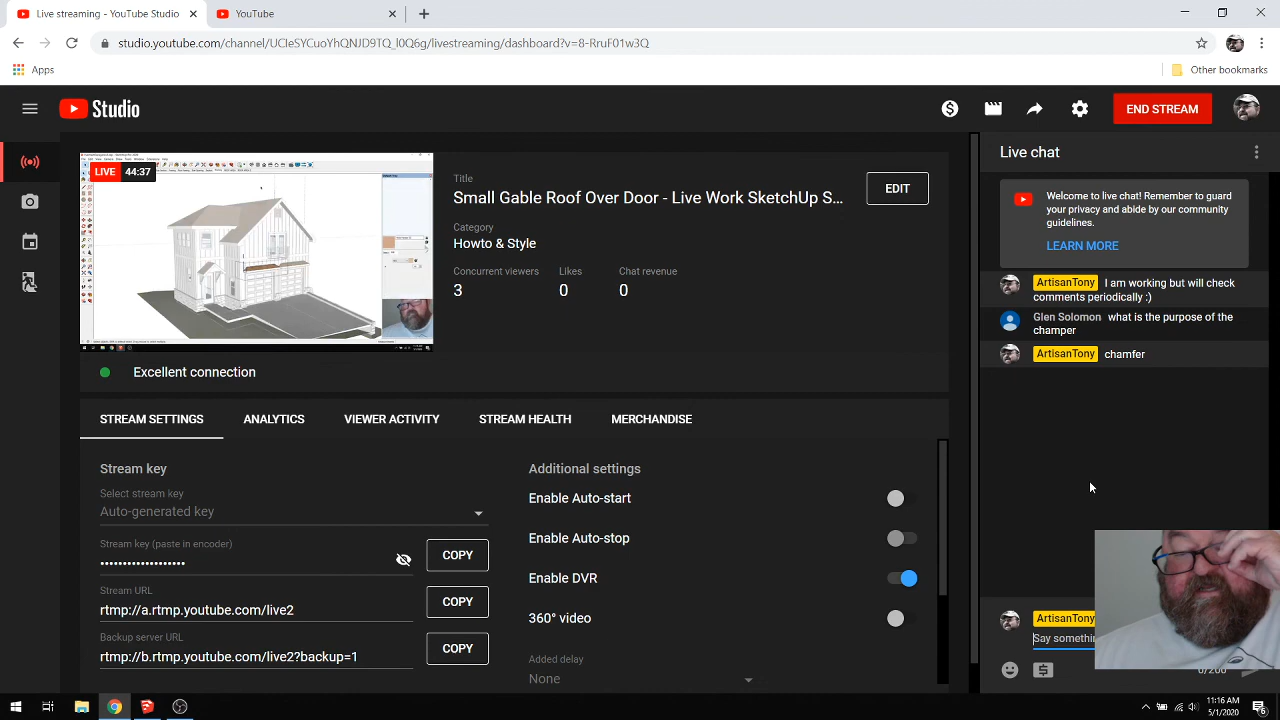 Live streaming - YouTube Studio
YouTube
studio.youtube.com/channel/UCIeSYCuoYhQNJD9TQ_l0Q6g/livestreaming/dashboard?v=8-RruF01w3Q
Apps
Other bookmarks
Studio
END STREAM
LIVE 44:37
Title
Small Gable Roof Over Door - Live Work SketchUp S...
EDIT
Category
Howto & Style
Concurrent viewers
Likes
Chat revenue
3
0
0
Excellent connection
STREAM SETTINGS
ANALYTICS
VIEWER ACTIVITY
STREAM HEALTH
MERCHANDISE
Stream key
Select stream key
Auto-generated key
Stream key (paste in encoder)
••••••••••••••••••
COPY
Stream URL
rtmp://a.rtmp.youtube.com/live2
COPY
Backup server URL
rtmp://b.rtmp.youtube.com/live2?backup=1
COPY
Additional settings
Enable Auto-start
Enable Auto-stop
Enable DVR
360° video
Added delay
None
Live chat
Welcome to live chat! Remember to guard
your privacy and abide by our community
guidelines.
LEARN MORE
ArtisanTony I am working but will check
comments periodically ;)
Glen Solomon what is the purpose of the
champer
ArtisanTony chamfer
ArtisanTony
Say somethin
0/200
11:16 AM
5/1/2020